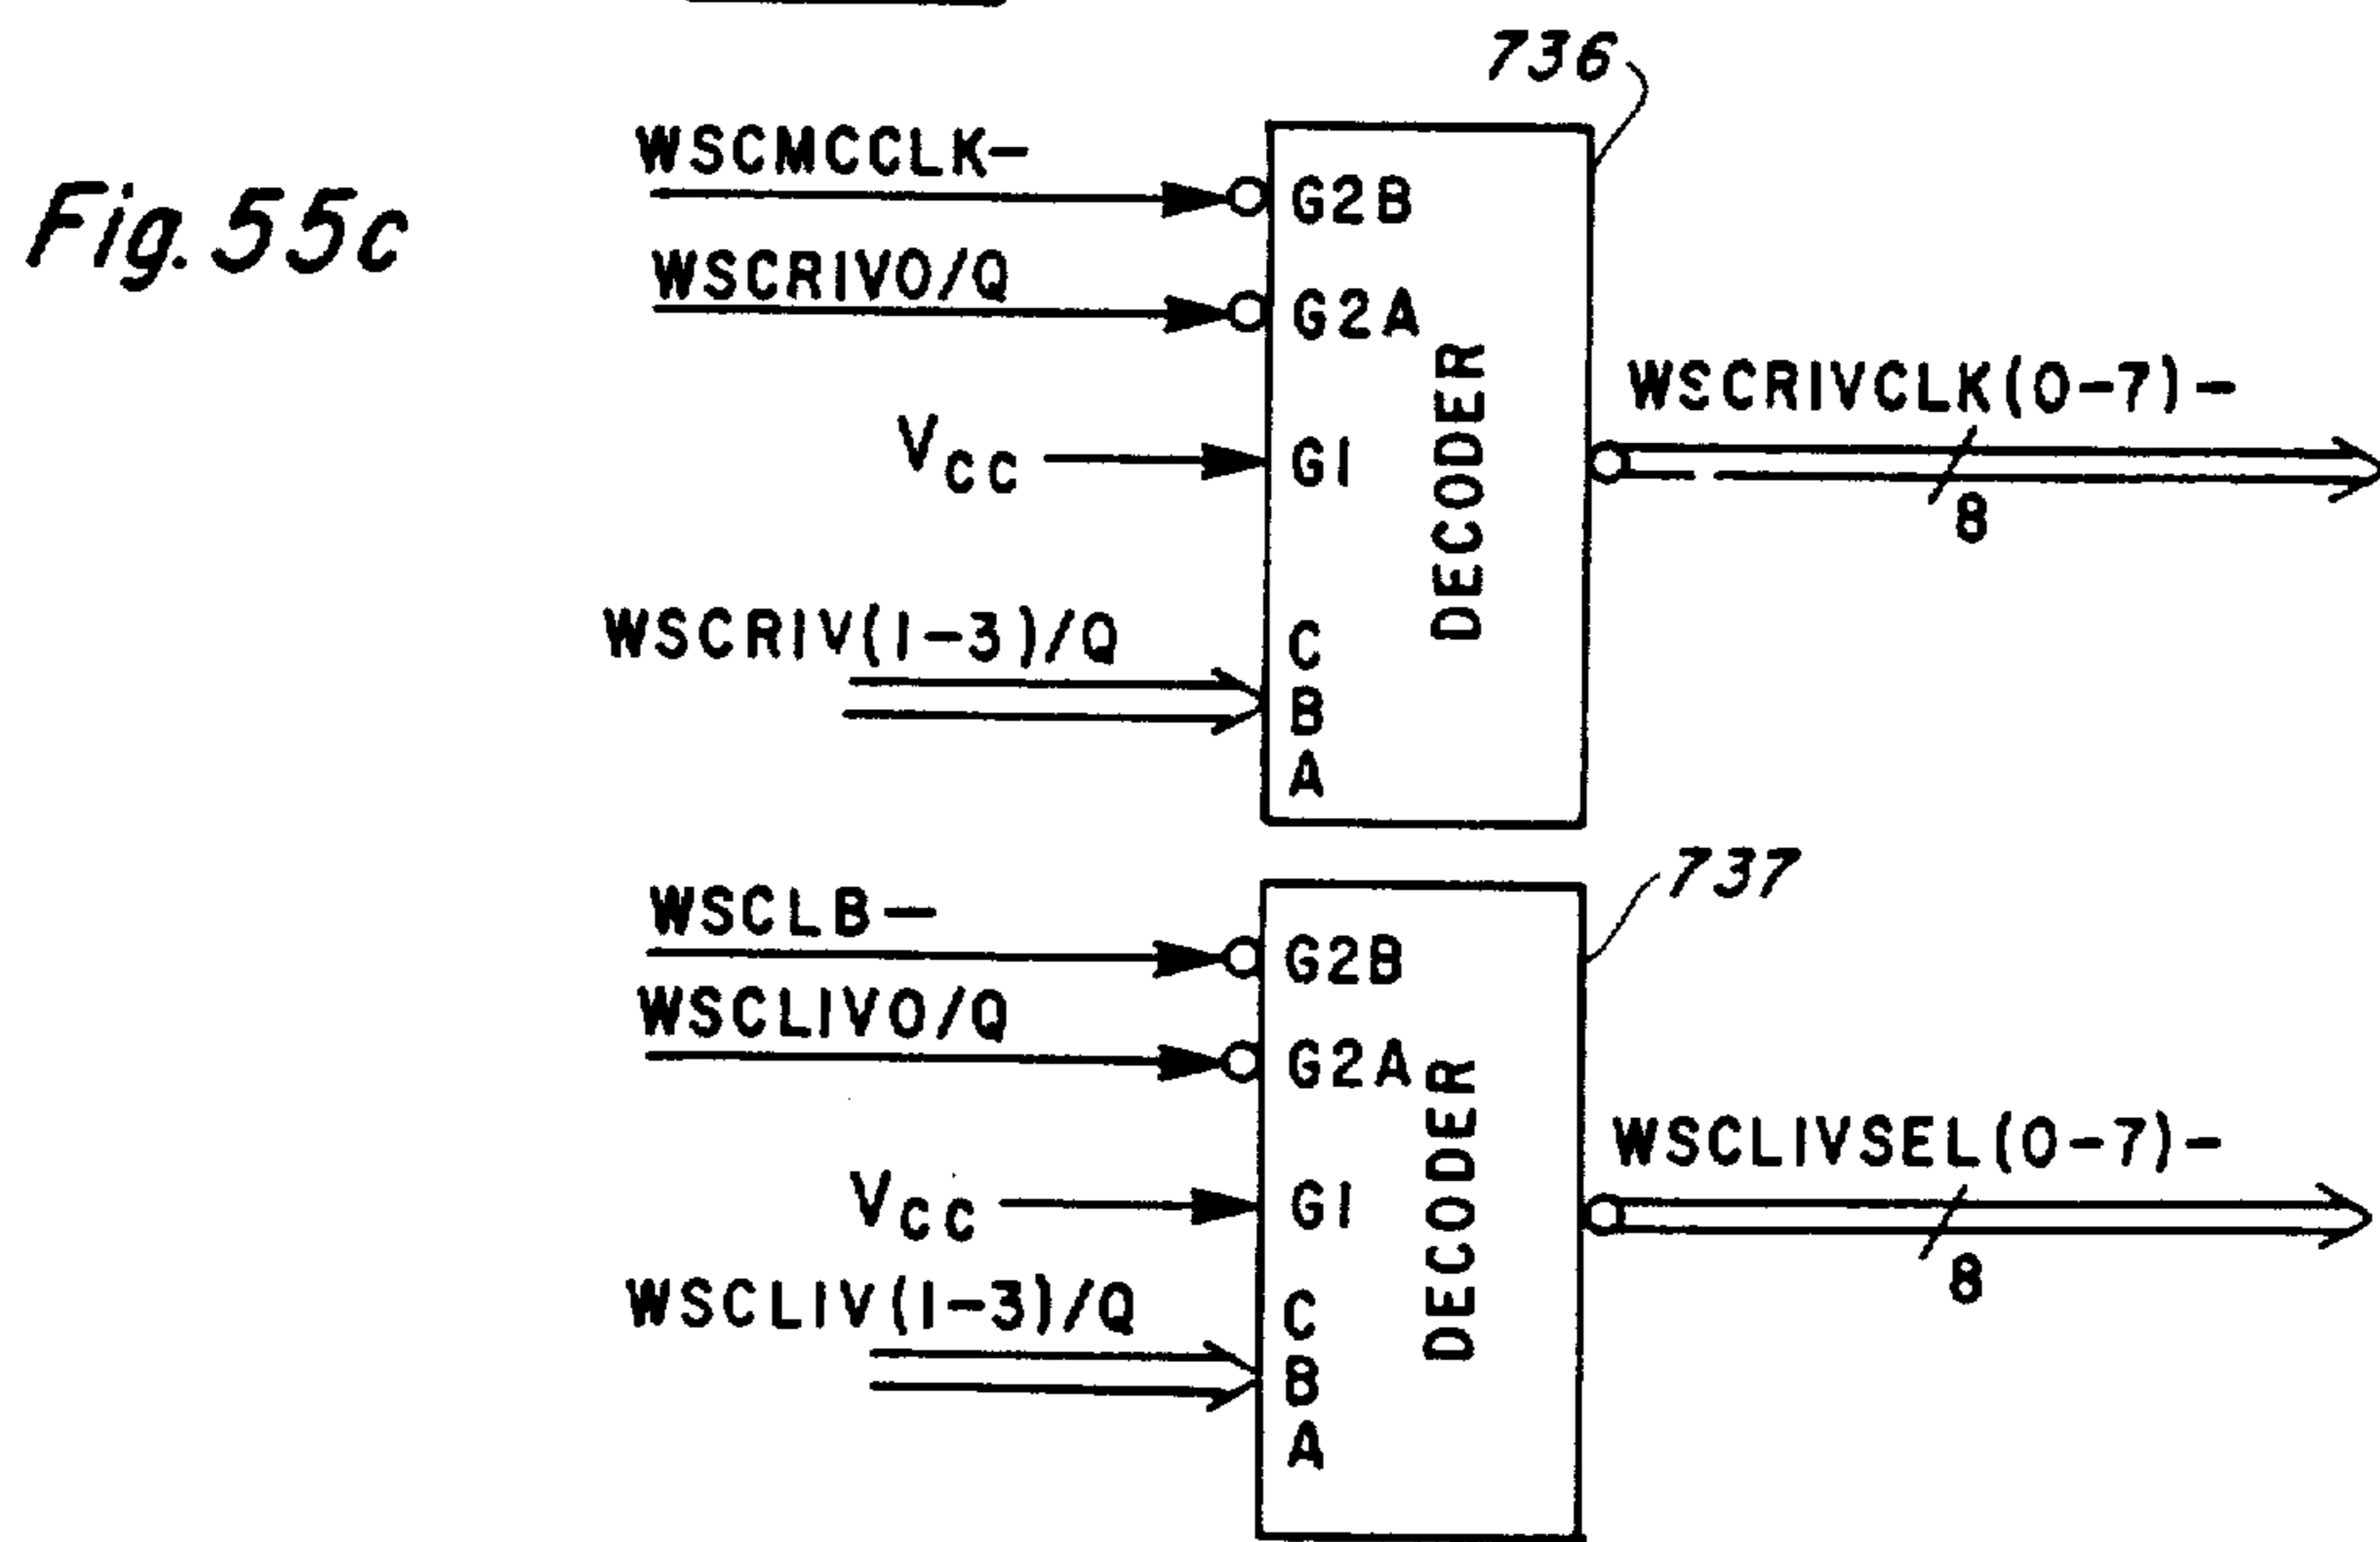 Fig. 55c
736
WSCMCCLK-
G2B
WSCRIV0/Q
G2A
VCC
G1
DECODER
WSCRIVCLK(0-7)-
8
WSCRIV(1-3)/Q
C
B
A
737
WSCLB-
G2B
WSCLIV0/Q
G2A
VCC
G1
DECODER
WSCLIVSEL(0-7)-
8
WSCLIV(1-3)/Q
C
B
A